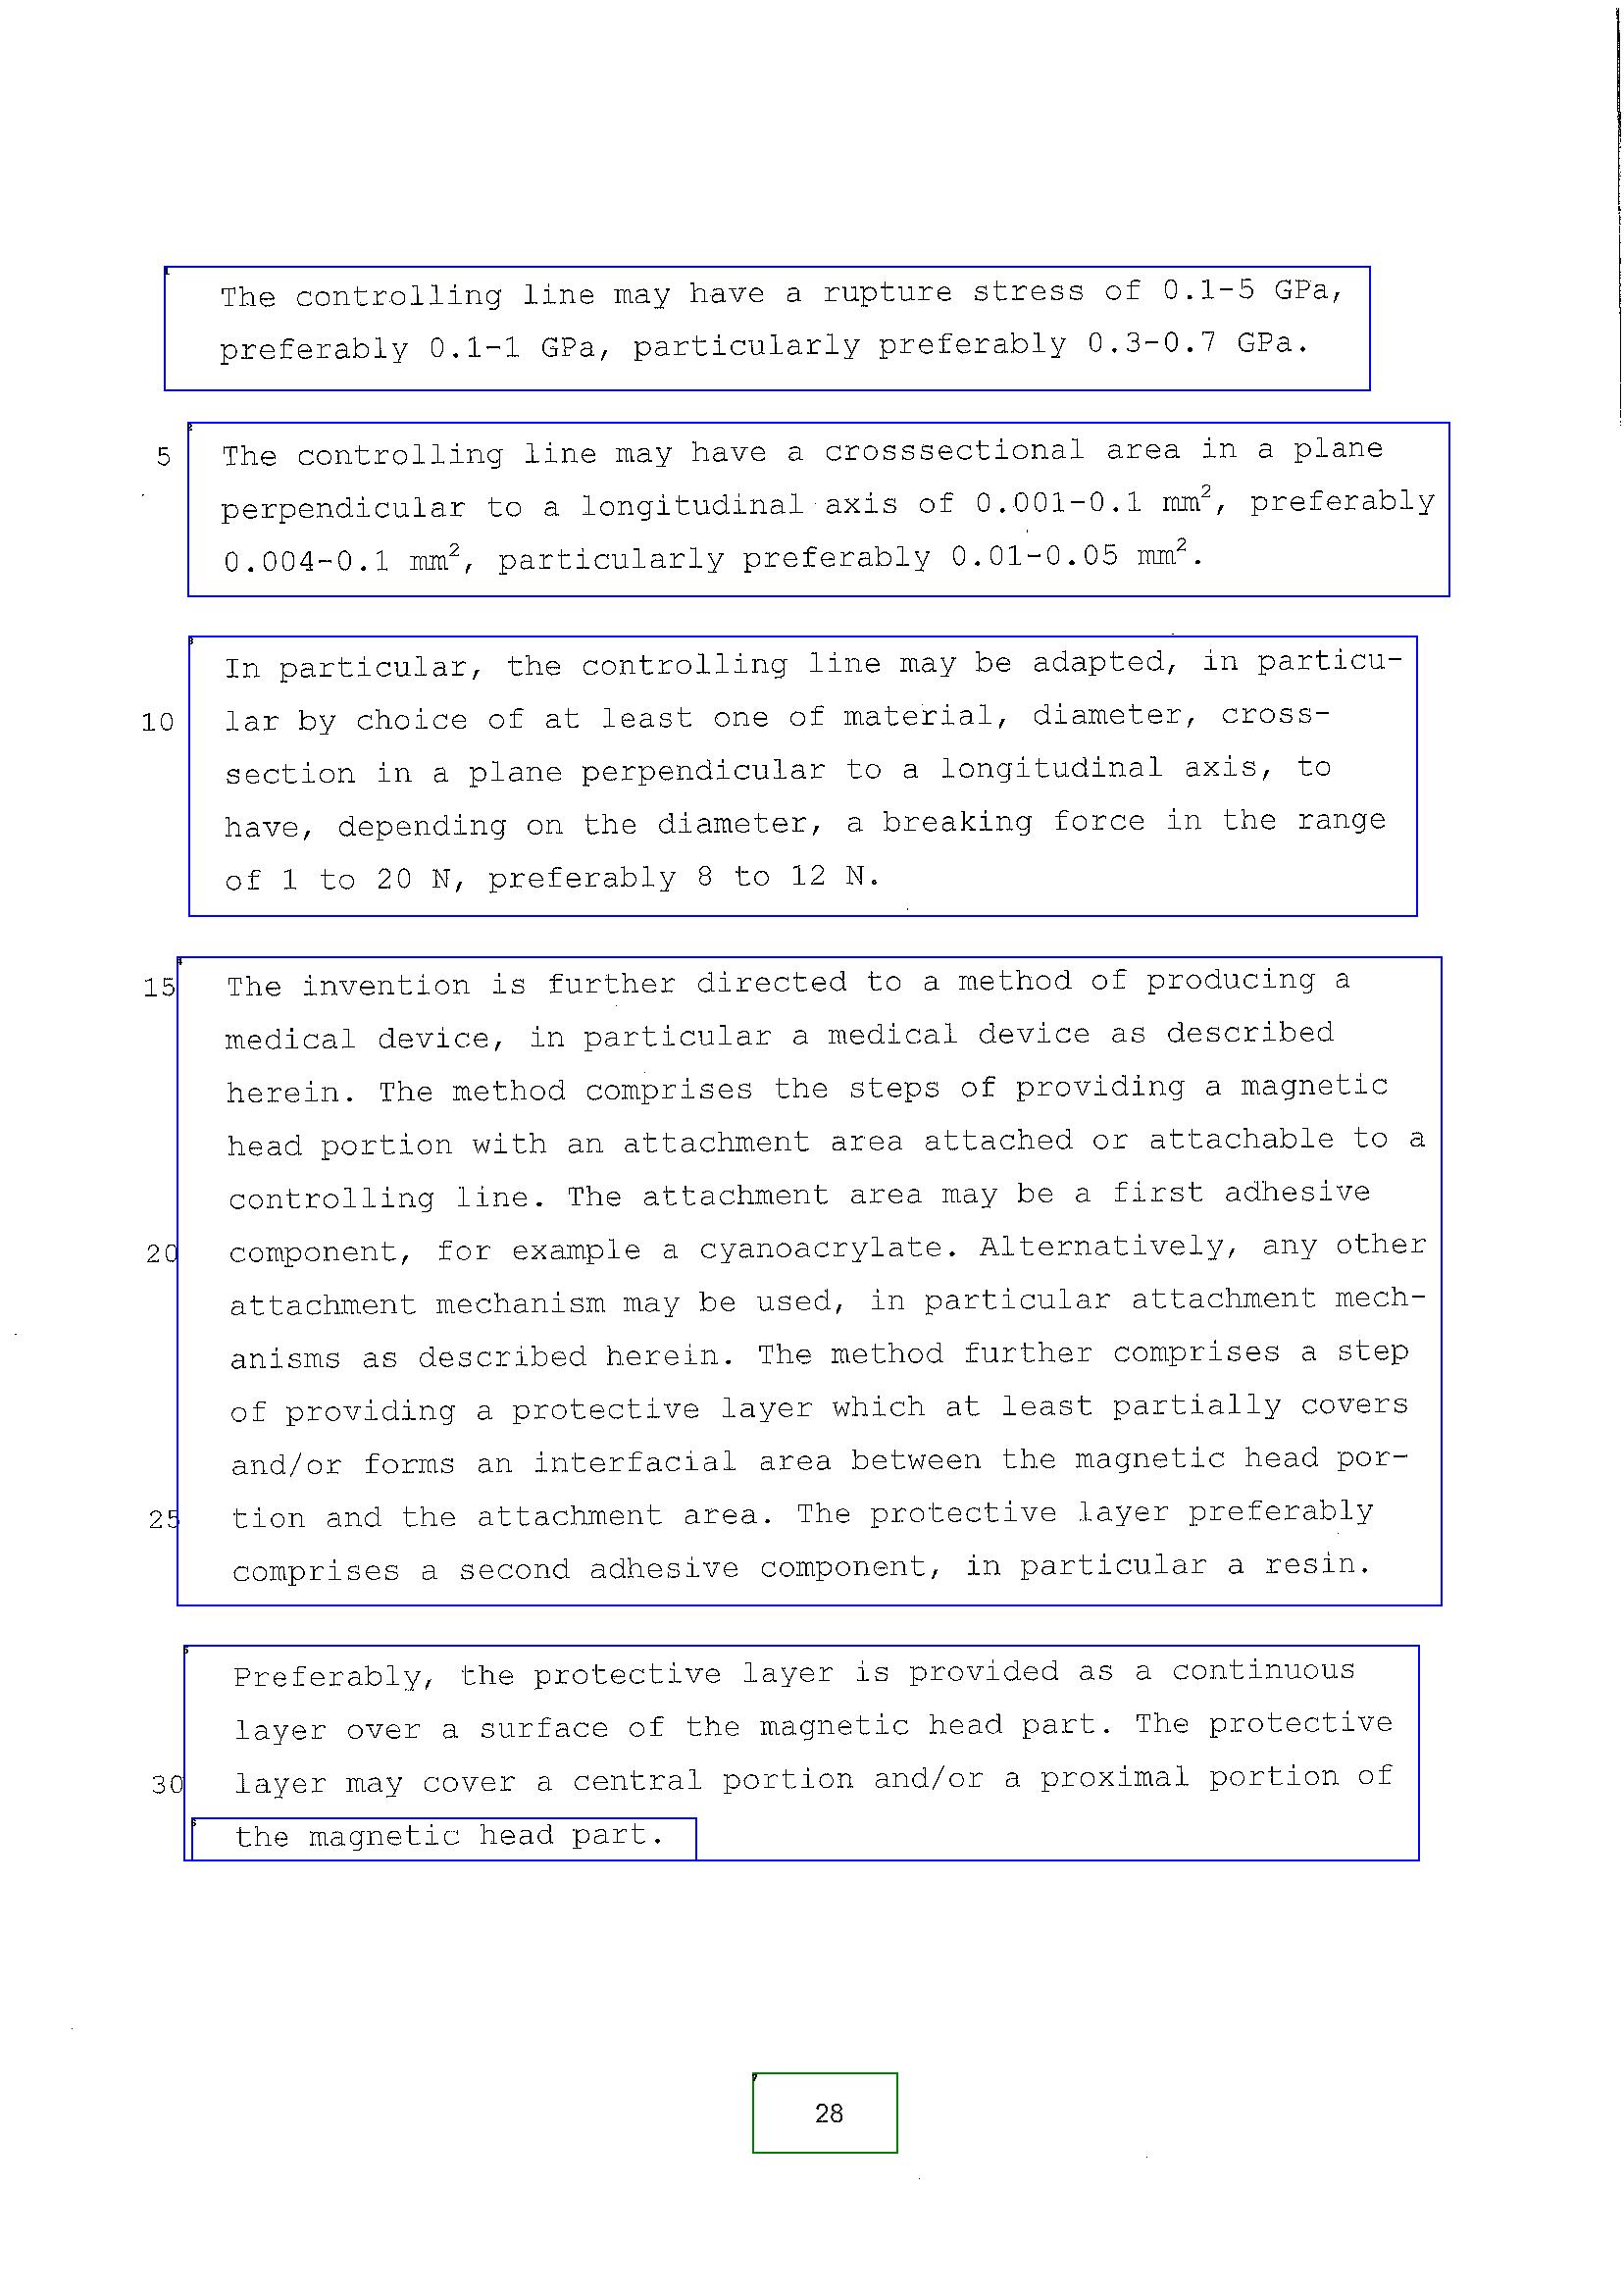 The controlling line may have a rupture stress of 0.1-5 GPa,
preferably 0.1-1 GPa, particularly preferably 0.3-0.7 GPa.
5 The controlling line may have a crosssectional area in a plane
perpendicular to a longitudinal axis of 0.001-0.1 mm², preferably
0.004-0.1 mm², particularly preferably 0.01-0.05 mm².
In particular, the controlling line may be adapted, in particu-
10 lar by choice of at least one of material, diameter, cross-
section in a plane perpendicular to a longitudinal axis, to
have, depending on the diameter, a breaking force in the range
of 1 to 20 N, preferably 8 to 12 N.
15 The invention is further directed to a method of producing a
medical device, in particular a medical device as described
herein. The method comprises the steps of providing a magnetic
head portion with an attachment area attached or attachable to a
controlling line. The attachment area may be a first adhesive
20 component, for example a cyanoacrylate. Alternatively, any other
attachment mechanism may be used, in particular attachment mech-
anisms as described herein. The method further comprises a step
of providing a protective layer which at least partially covers
and/or forms an interfacial area between the magnetic head por-
25 tion and the attachment area. The protective layer preferably
comprises a second adhesive component, in particular a resin.
Preferably, the protective layer is provided as a continuous
layer over a surface of the magnetic head part. The protective
30 layer may cover a central portion and/or a proximal portion of
the magnetic head part.
28